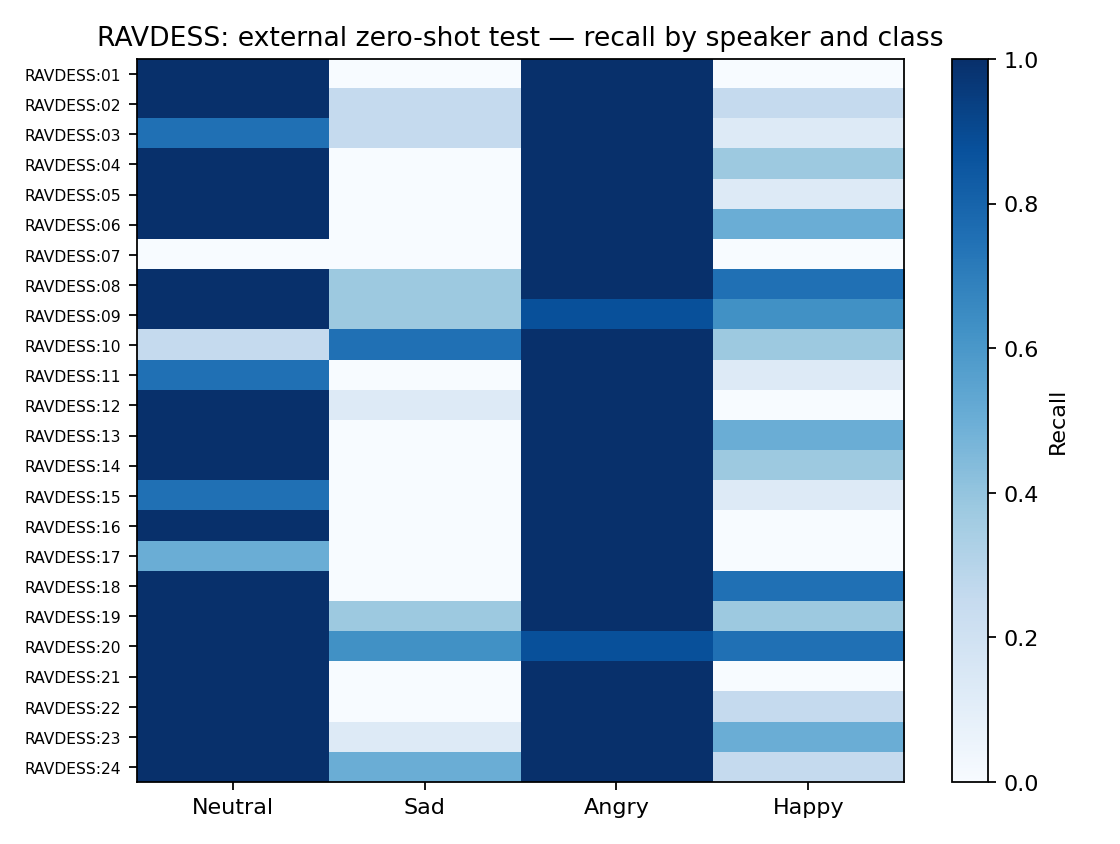 RAVDESS: external zero-shot test — recall by speaker and class
RAVDESS:01
RAVDESS:02
RAVDESS:03
RAVDESS:04
RAVDESS:05
RAVDESS:06
RAVDESS:07
RAVDESS:08
RAVDESS:09
RAVDESS:10
RAVDESS:11
RAVDESS:12
RAVDESS:13
RAVDESS:14
RAVDESS:15
RAVDESS:16
RAVDESS:17
RAVDESS:18
RAVDESS:19
RAVDESS:20
RAVDESS:21
RAVDESS:22
RAVDESS:23
RAVDESS:24
Neutral Sad Angry Happy
1.0
0.8
0.6
0.4
0.2
0.0
Recall